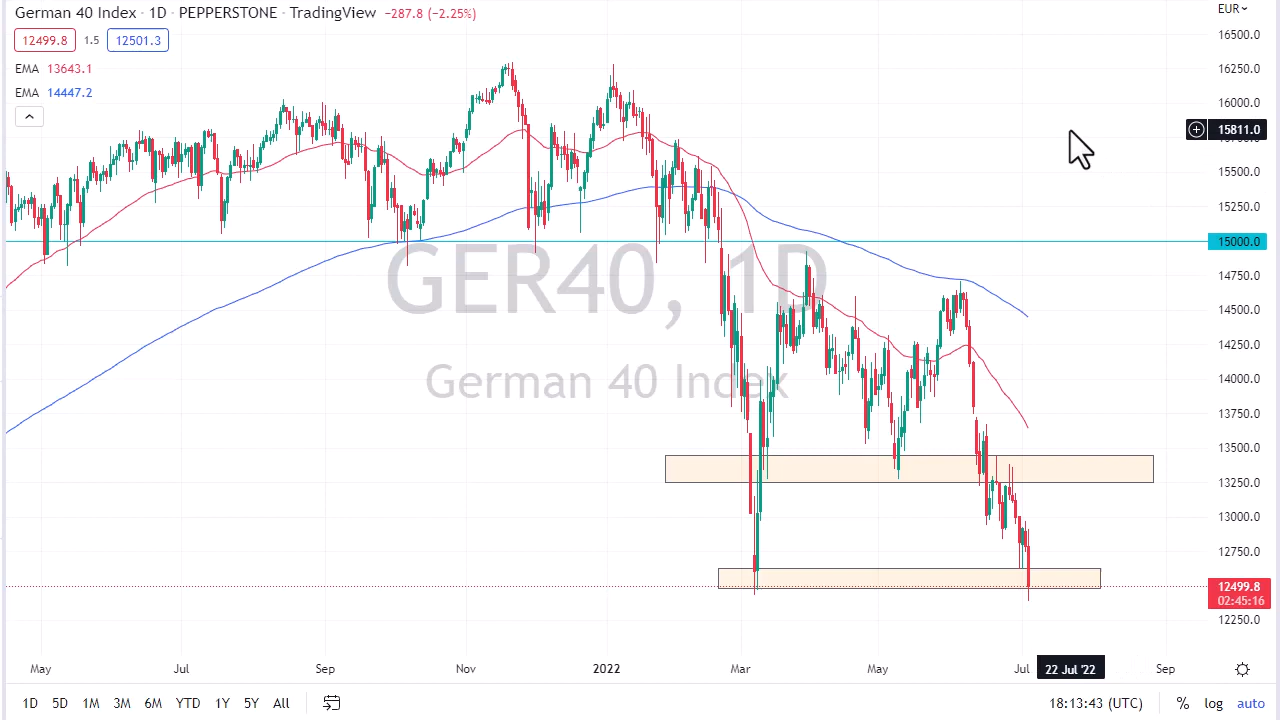 German 40 Index · 1D · PEPPERSTONE · TradingView −287.8 (−2.25%)
EUR
12499.8 1.5 12501.3
EMA 13643.1
EMA 14447.2
16500.0
16250.0
16000.0
15811.0
15500.0
15250.0
15000.0
14750.0
14500.0
14250.0
14000.0
13750.0
13500.0
13250.0
13000.0
12750.0
12499.8
02:45:16
12250.0
GER40, 1D
German 40 Index
May Jul Sep Nov 2022 Mar May Jul 22 Jul '22 Sep
1D 5D 1M 3M 6M YTD 1Y 5Y All 18:13:43 (UTC) % log auto